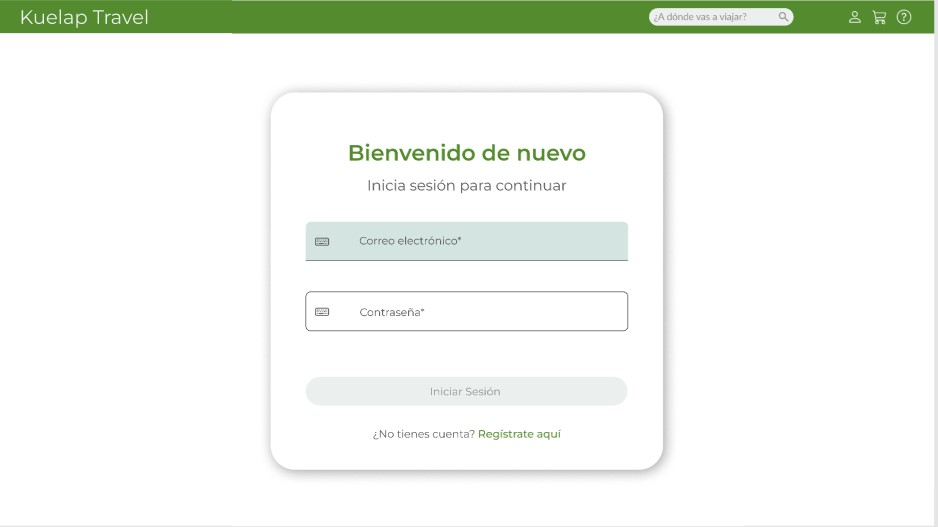 Kuelap Travel
¿A dónde vas a viajar?
Bienvenido de nuevo
Inicia sesión para continuar
Correo electrónico*
Contraseña*
Iniciar Sesión
¿No tienes cuenta? Regístrate aquí